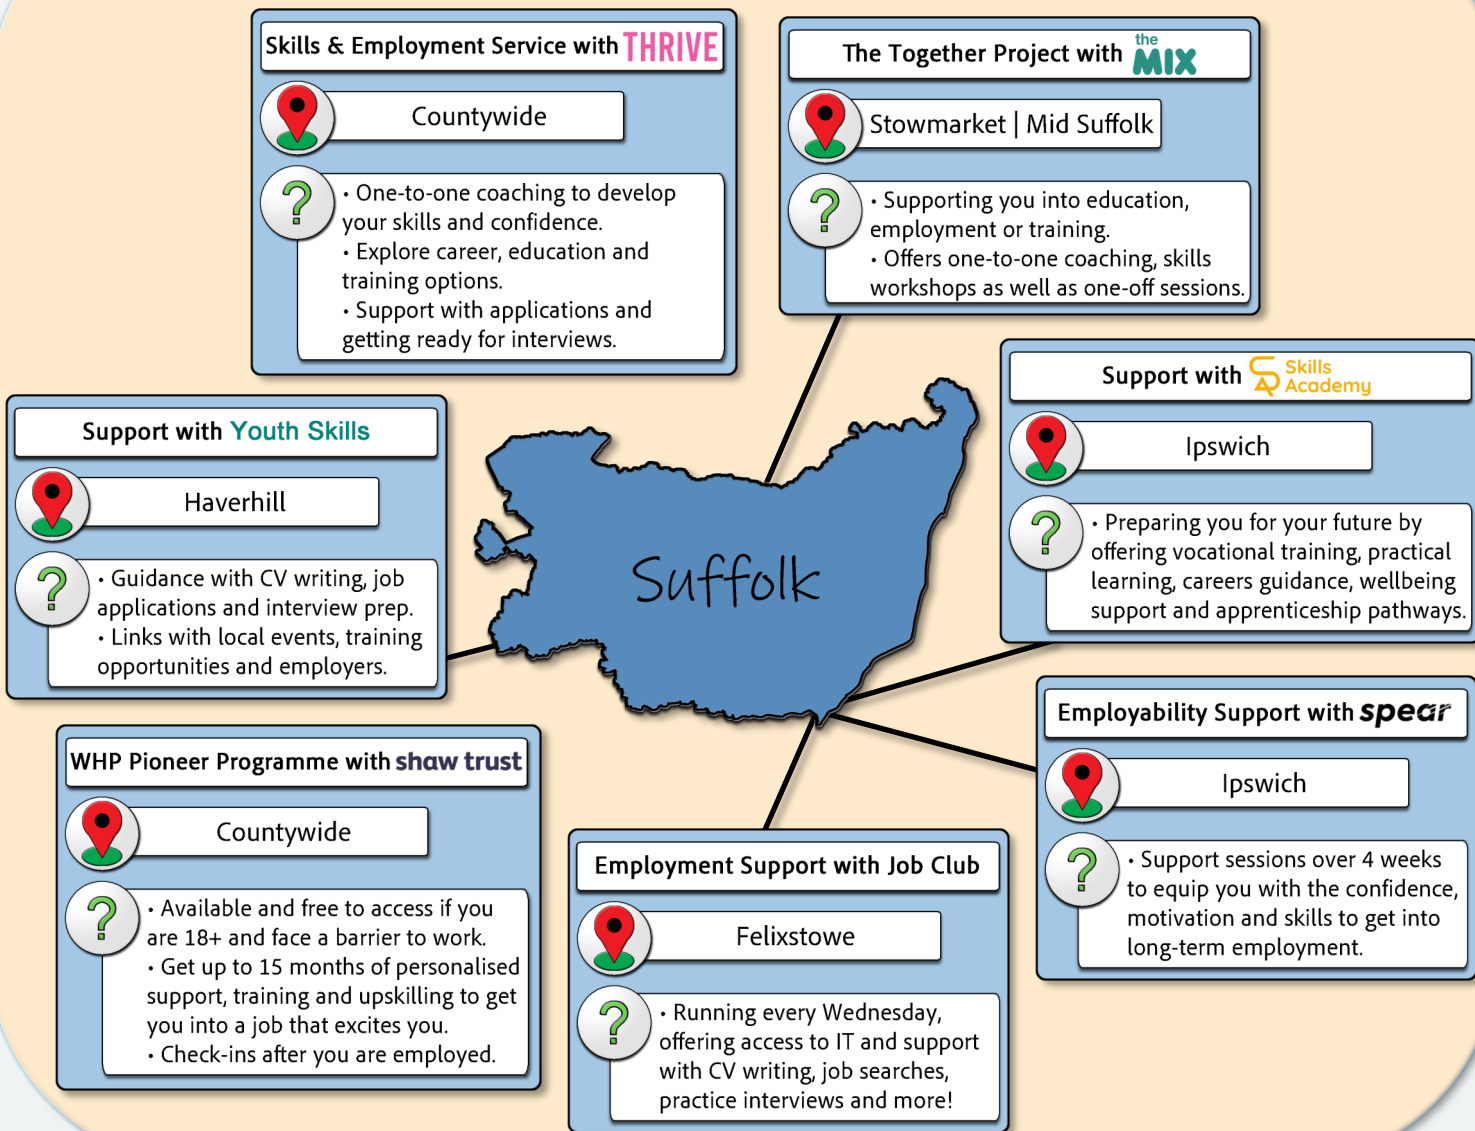 Skills & Employment Service with THRIVE
Countywide
• One-to-one coaching to develop
your skills and confidence.
• Explore career, education and
training options.
• Support with applications and
getting ready for interviews.
The Together Project with the MIX
Stowmarket | Mid Suffolk
• Supporting you into education,
employment or training.
• Offers one-to-one coaching, skills
workshops as well as one-off sessions.
Support with Skills Academy
Ipswich
• Preparing you for your future by
offering vocational training, practical
learning, careers guidance, wellbeing
support and apprenticeship pathways.
Support with Youth Skills
Haverhill
• Guidance with CV writing, job
applications and interview prep.
• Links with local events, training
opportunities and employers.
Suffolk
Employability Support with spear
Ipswich
• Support sessions over 4 weeks
to equip you with the confidence,
motivation and skills to get into
long-term employment.
WHP Pioneer Programme with shaw trust
Countywide
• Available and free to access if you
are 18+ and face a barrier to work.
• Get up to 15 months of personalised
support, training and upskilling to get
you into a job that excites you.
• Check-ins after you are employed.
Employment Support with Job Club
Felixstowe
• Running every Wednesday,
offering access to IT and support
with CV writing, job searches,
practice interviews and more!